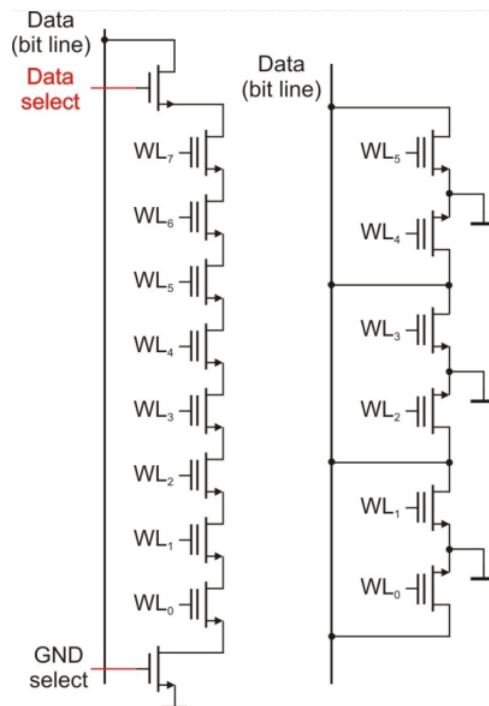 Data
(bit line)
Data
select
WL₇
WL₆
WL₅
WL₄
WL₃
WL₂
WL₁
WL₀
GND
select
Data
(bit line)
WL₅
WL₄
WL₃
WL₂
WL₁
WL₀